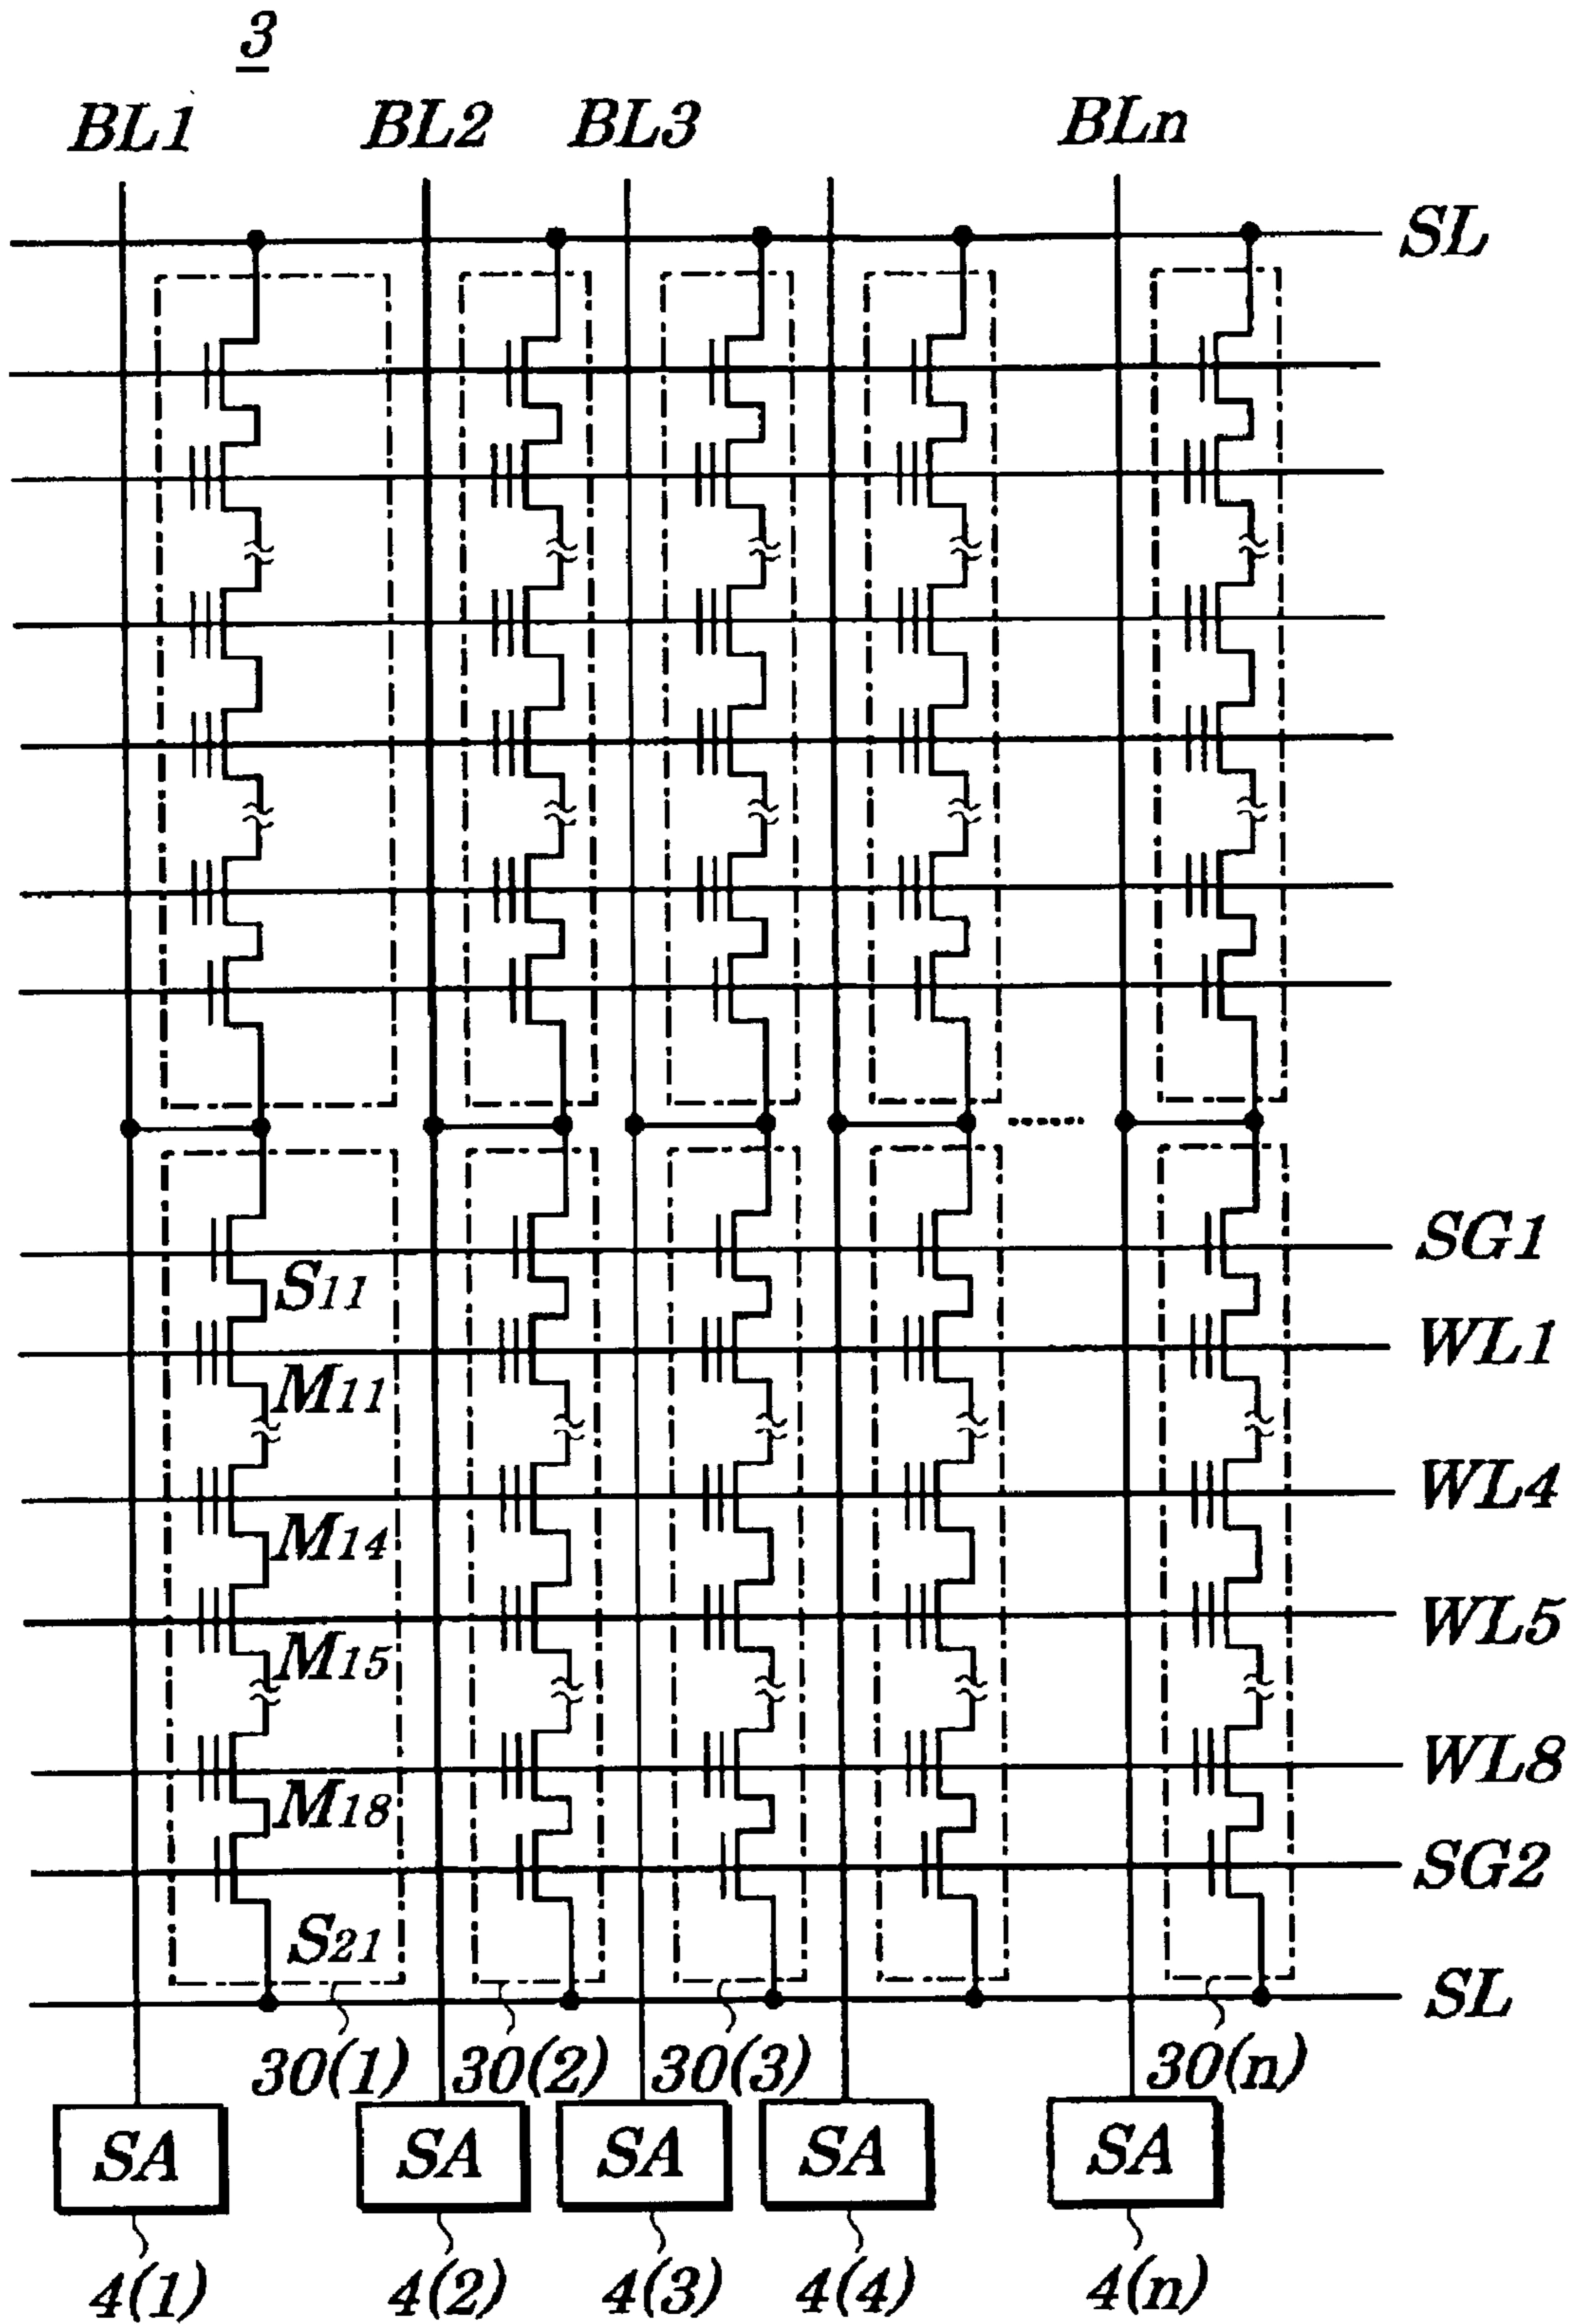 3
BL1 BL2 BL3 BLn
SL
SG1
S11
WL1
M11
WL4
M14
WL5
M15
WL8
M18
SG2
S21
SL
30(1) 30(2) 30(3) 30(n)
SA SA SA SA SA
4(1) 4(2) 4(3) 4(4) 4(n)